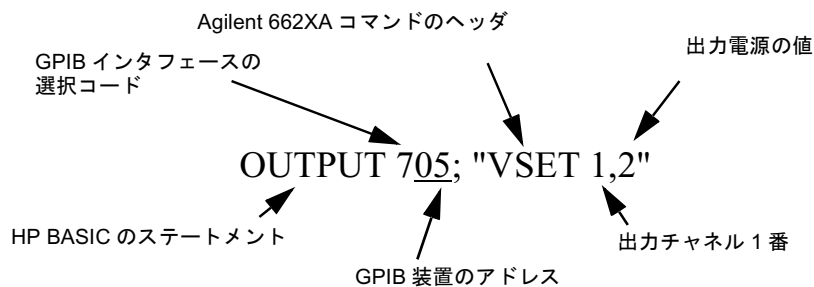 Agilent 662XA コマンドのヘッダ
出力電源の値
GPIB インタフェースの
選択コード
OUTPUT 705; "VSET 1,2"
HP BASIC のステートメント
出力チャネル 1 番
GPIB 装置のアドレス